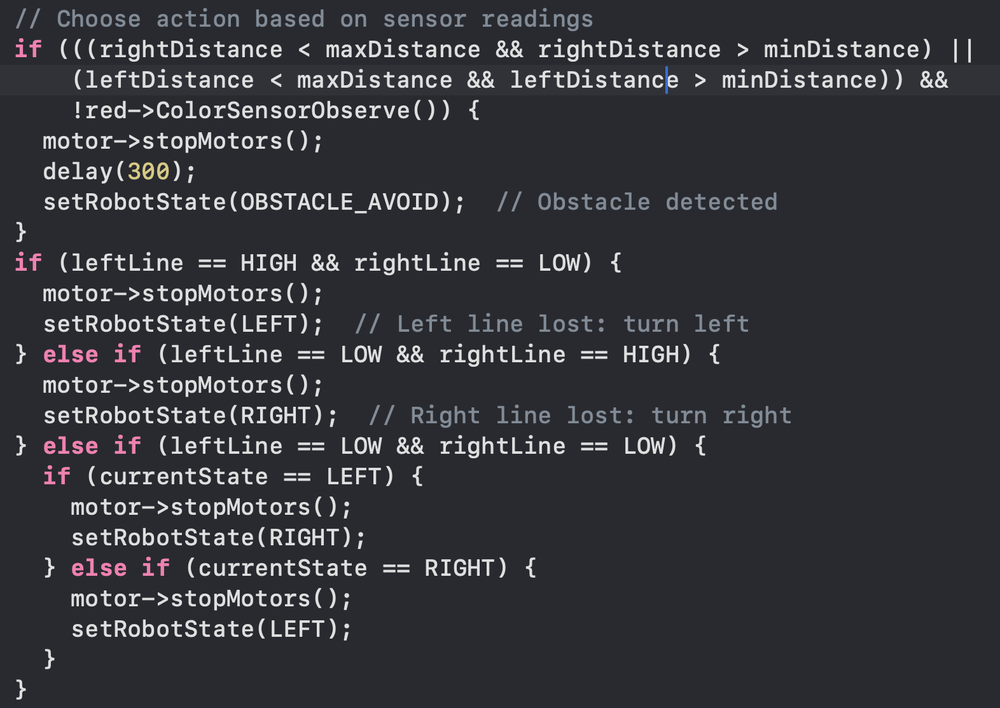 // Choose action based on sensor readings
if (((rightDistance < maxDistance && rightDistance > minDistance) ||
    (leftDistance < maxDistance && leftDistance > minDistance)) &&
    !red->ColorSensorObserve()) {
  motor->stopMotors();
  delay(300);
  setRobotState(OBSTACLE_AVOID);  // Obstacle detected
}
if (leftLine == HIGH && rightLine == LOW) {
  motor->stopMotors();
  setRobotState(LEFT);  // Left line lost: turn left
} else if (leftLine == LOW && rightLine == HIGH) {
  motor->stopMotors();
  setRobotState(RIGHT);  // Right line lost: turn right
} else if (leftLine == LOW && rightLine == LOW) {
  if (currentState == LEFT) {
    motor->stopMotors();
    setRobotState(RIGHT);
  } else if (currentState == RIGHT) {
    motor->stopMotors();
    setRobotState(LEFT);
  }
}